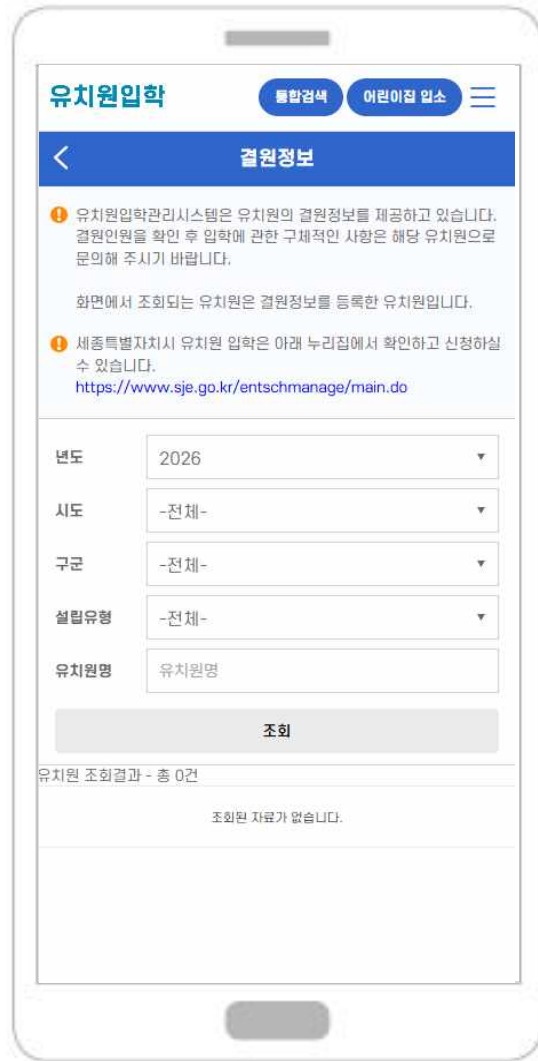 유치원입학
통합검색
어린이집 입소
결원정보
유치원입학관리시스템은 유치원의 결원정보를 제공하고 있습니다.
결원인원을 확인 후 입학에 관한 구체적인 사항은 해당 유치원으로
문의해 주시기 바랍니다.
화면에서 조회되는 유치원은 결원정보를 등록한 유치원입니다.
세종특별자치시 유치원 입학은 아래 누리집에서 확인하고 신청하실
수 있습니다.
https://www.sje.go.kr/entschmanage/main.do
년도 2026
시도 -전체-
구군 -전체-
설립유형 -전체-
유치원명 유치원명
조회
유치원 조회결과 - 총 0건
조회된 자료가 없습니다.